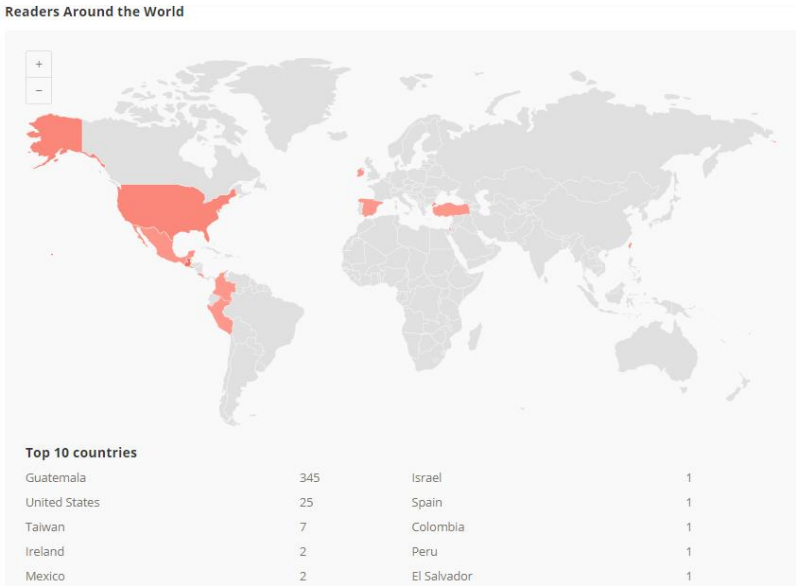 Readers Around the World
+
−
Top 10 countries
Guatemala 345 Israel 1
United States 25 Spain 1
Taiwan 7 Colombia 1
Ireland 2 Peru 1
Mexico 2 El Salvador 1